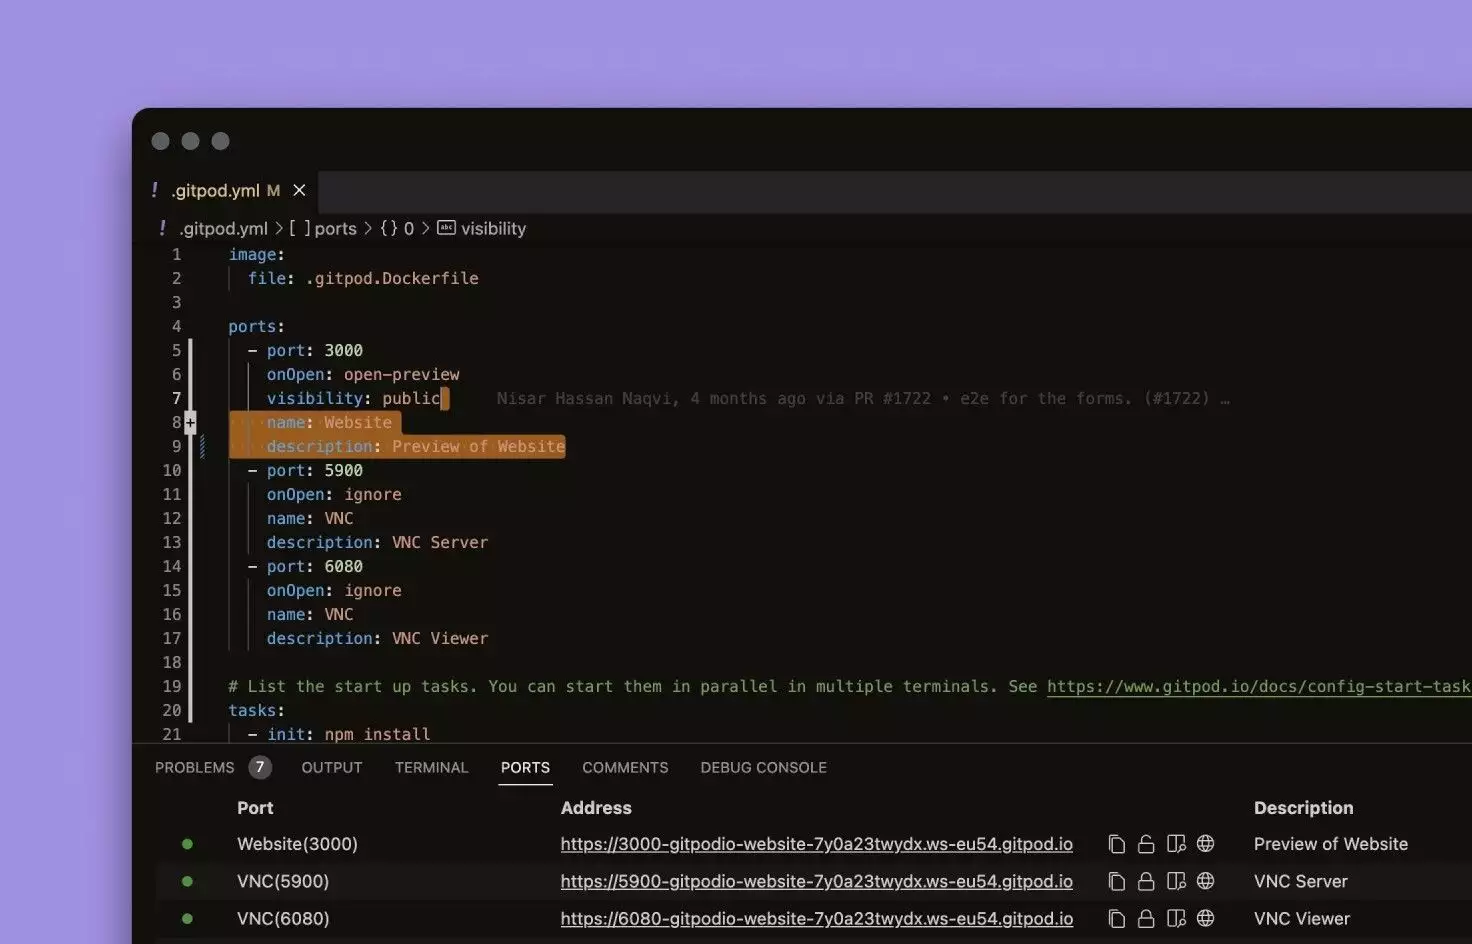 ! .gitpod.yml M ×
! .gitpod.yml > [ ] ports > {} 0 > abc visibility
1 image:
2 file: .gitpod.Dockerfile
3
4 ports:
5 - port: 3000
6 onOpen: open-preview
7 visibility: public Nisar Hassan Naqvi, 4 months ago via PR #1722 • e2e for the forms. (#1722) …
8 + name: Website
9 description: Preview of Website
10 - port: 5900
11 onOpen: ignore
12 name: VNC
13 description: VNC Server
14 - port: 6080
15 onOpen: ignore
16 name: VNC
17 description: VNC Viewer
18
19 # List the start up tasks. You can start them in parallel in multiple terminals. See https://www.gitpod.io/docs/config-start-task
20 tasks:
21 - init: npm install
PROBLEMS 7 OUTPUT TERMINAL PORTS COMMENTS DEBUG CONSOLE
Port Address Description
Website(3000) https://3000-gitpodio-website-7y0a23twydx.ws-eu54.gitpod.io Preview of Website
VNC(5900) https://5900-gitpodio-website-7y0a23twydx.ws-eu54.gitpod.io VNC Server
VNC(6080) https://6080-gitpodio-website-7y0a23twydx.ws-eu54.gitpod.io VNC Viewer